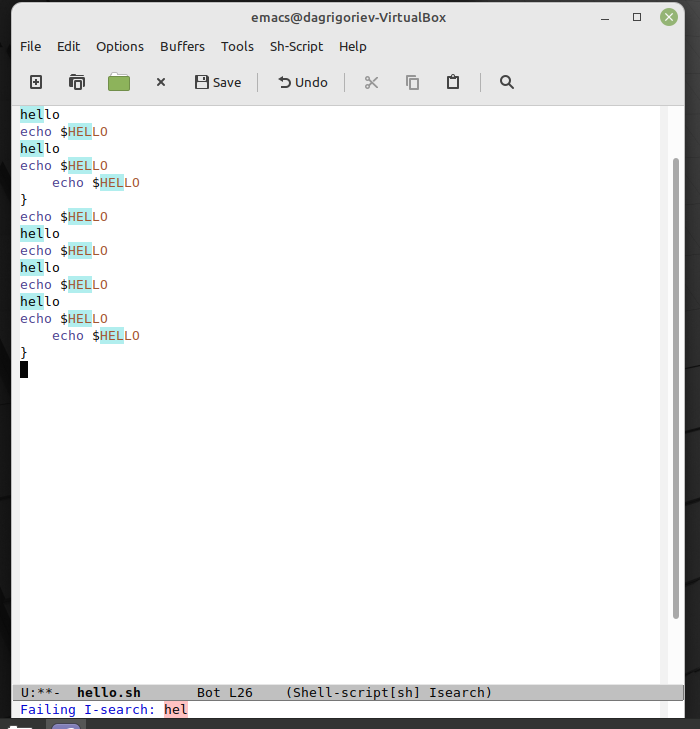 emacs@dagrigoriev-VirtualBox
File Edit Options Buffers Tools Sh-Script Help
Save Undo
hello
echo $HELLO
hello
echo $HELLO
    echo $HELLO
}
echo $HELLO
hello
echo $HELLO
hello
echo $HELLO
hello
echo $HELLO
    echo $HELLO
}
U:**-  hello.sh       Bot L26    (Shell-script[sh] Isearch)
Failing I-search: hel